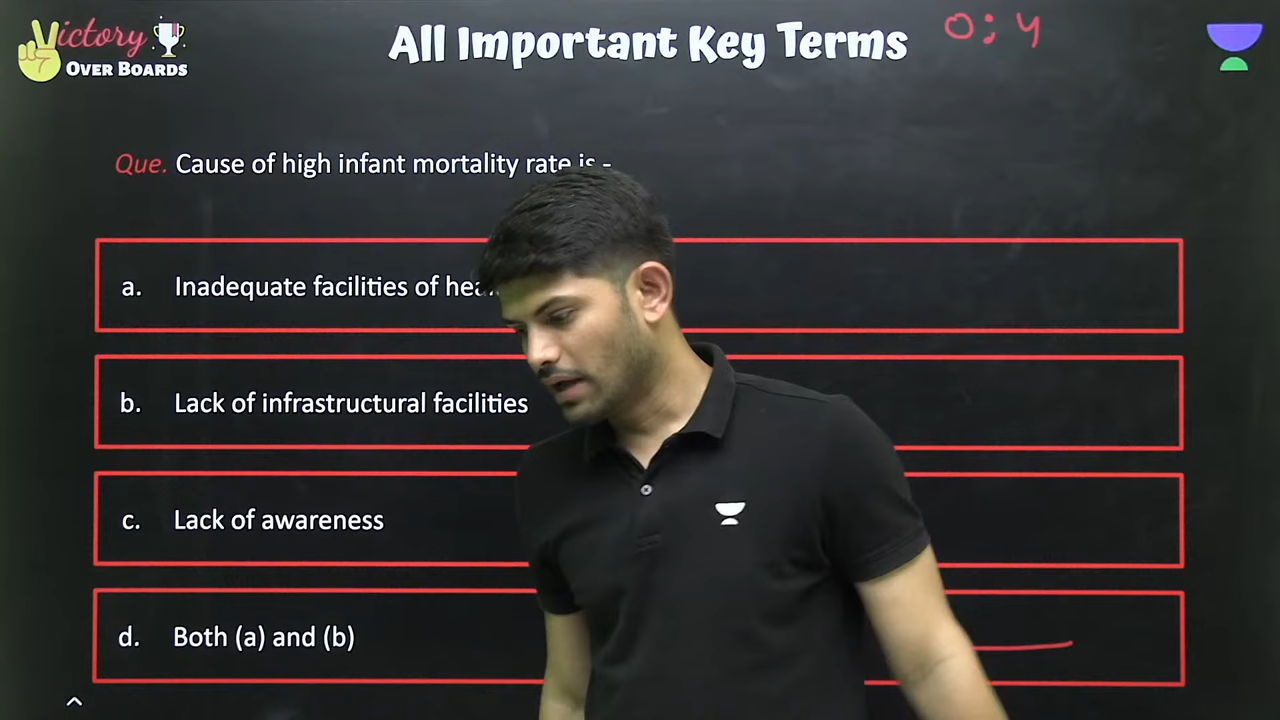 Victory
OVER BOARDS
All Important Key Terms
0:4
Que. Cause of high infant mortality rate is -
a. Inadequate facilities of
b. Lack of infrastructural facilities
c. Lack of awareness
d. Both (a) and (b)